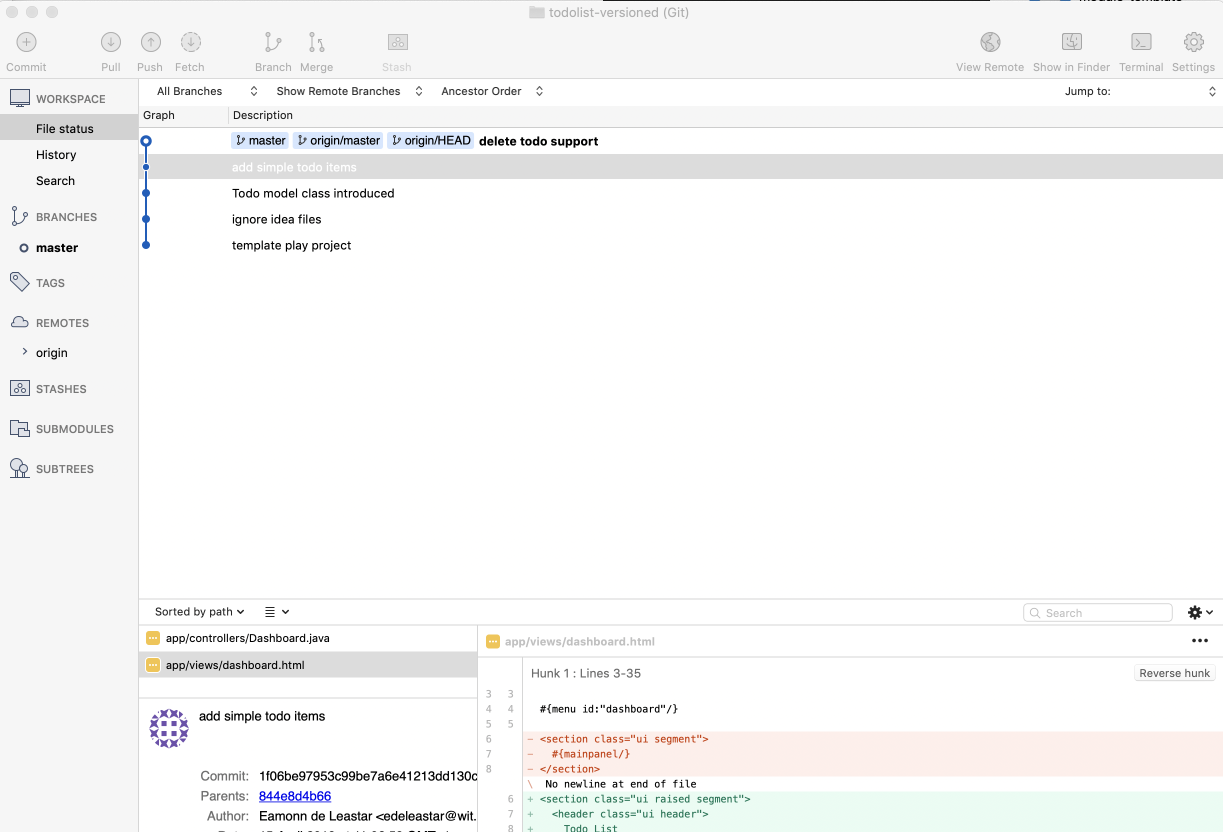 todolist-versioned (Git)
Commit Pull Push Fetch Branch Merge Stash View Remote Show in Finder Terminal Settings
WORKSPACE
File status
History
Search
BRANCHES
master
TAGS
REMOTES
origin
STASHES
SUBMODULES
SUBTREES
All Branches Show Remote Branches Ancestor Order Jump to:
Graph Description
master origin/master origin/HEAD delete todo support
add simple todo items
Todo model class introduced
ignore idea files
template play project
Sorted by path Search
app/controllers/Dashboard.java
app/views/dashboard.html
add simple todo items
Commit: 1f06be97953c99be7a6e41213dd130c
Parents: 844e8d4b66
Author: Eamonn de Leastar <edeleastar@wit.
app/views/dashboard.html
Hunk 1 : Lines 3-35 Reverse hunk
3 3
4 4 #{menu id:"dashboard"/}
5 5
6 - <section class="ui segment">
7 - #{mainpanel/}
8 - </section>
\ No newline at end of file
6 + <section class="ui raised segment">
7 + <header class="ui header">
8 + Todo List